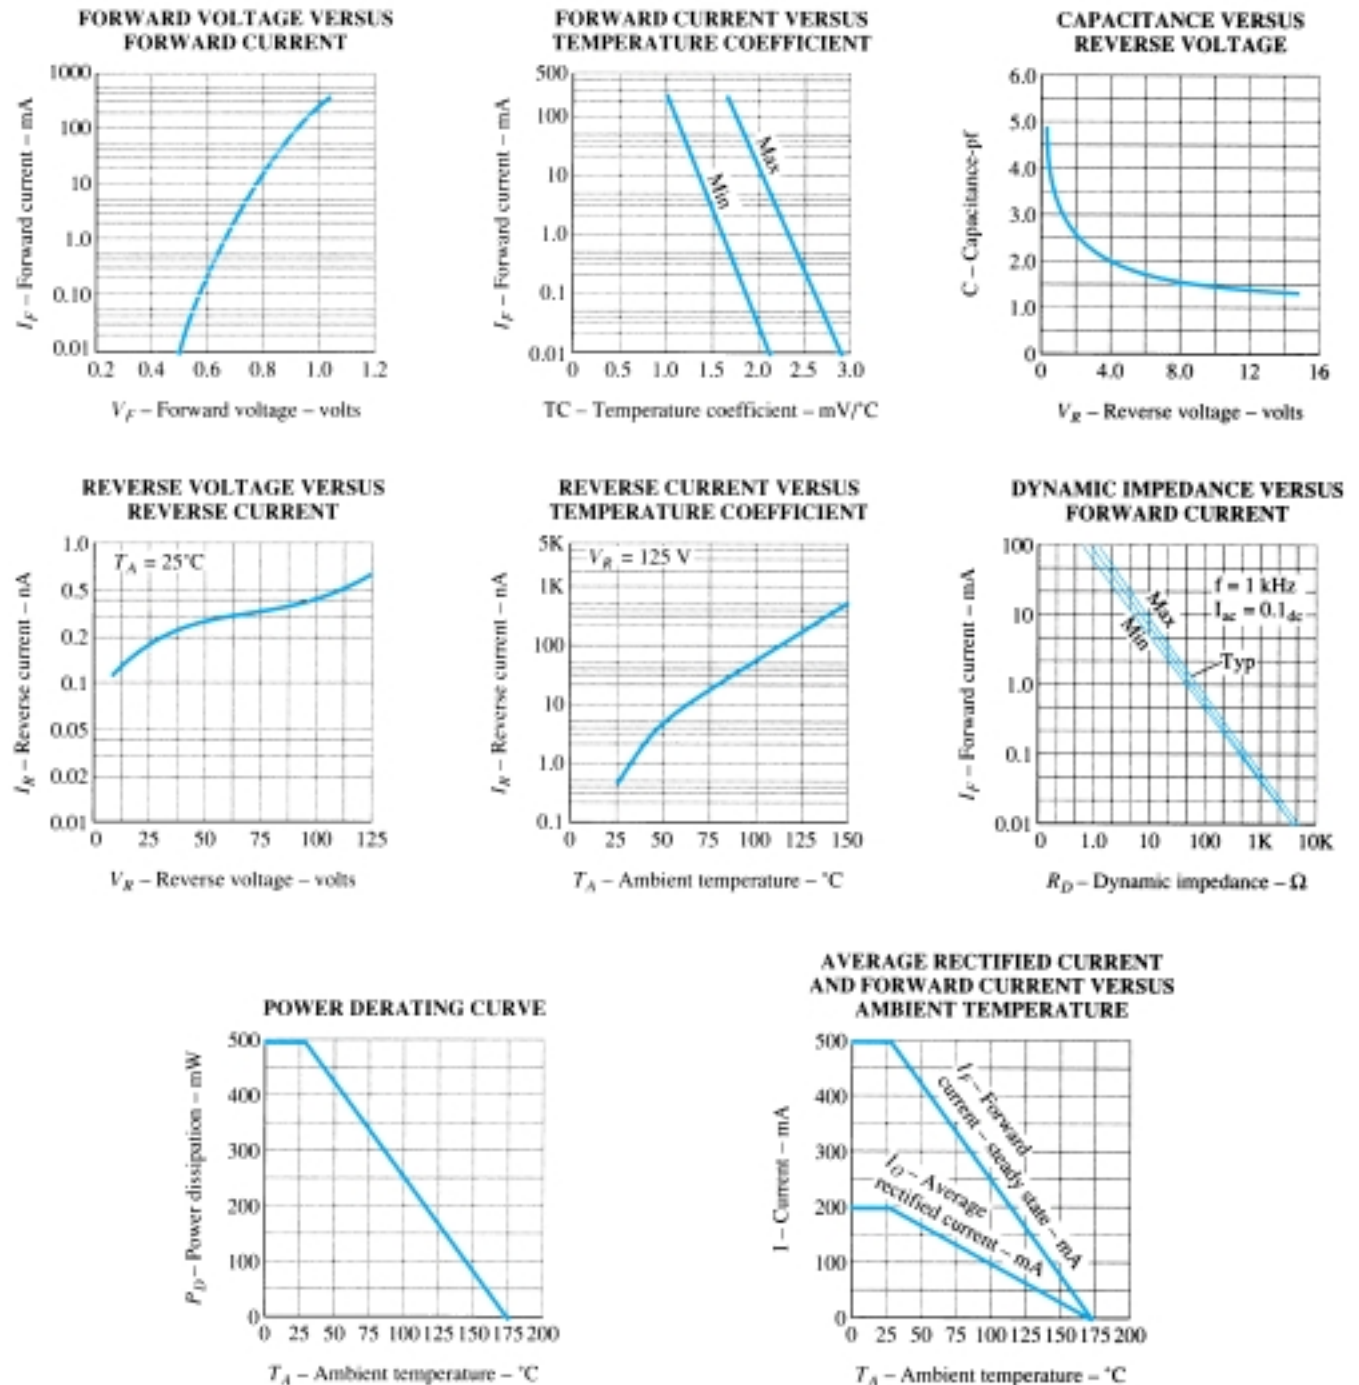 FORWARD VOLTAGE VERSUS
FORWARD CURRENT
1000
100
10
1.0
0.10
0.01
0.2 0.4 0.6 0.8 1.0 1.2
I_F – Forward current – mA
V_F – Forward voltage – volts
FORWARD CURRENT VERSUS
TEMPERATURE COEFFICIENT
500
100
10
1.0
0.1
0.01
0 0.5 1.0 1.5 2.0 2.5 3.0
Min
Max
I_F – Forward current – mA
TC – Temperature coefficient – mV/°C
CAPACITANCE VERSUS
REVERSE VOLTAGE
6.0
5.0
4.0
3.0
2.0
1.0
0
0 4.0 8.0 12 16
C – Capacitance-pf
V_R – Reverse voltage – volts
REVERSE VOLTAGE VERSUS
REVERSE CURRENT
1.0
0.5
0.2
0.1
0.05
0.02
0.01
T_A = 25°C
0 25 50 75 100 125
I_R – Reverse current – nA
V_R – Reverse voltage – volts
REVERSE CURRENT VERSUS
TEMPERATURE COEFFICIENT
5K
1K
100
10
1.0
0.1
V_R = 125 V
0 25 50 75 100 125 150
I_R – Reverse current – nA
T_A – Ambient temperature – °C
DYNAMIC IMPEDANCE VERSUS
FORWARD CURRENT
100
10
1.0
0.1
0.01
f = 1 kHz
I_ac = 0.1_dc
Max
Min
Typ
0 1.0 10 100 1K 10K
I_F – Forward current – mA
R_D – Dynamic impedance – Ω
POWER DERATING CURVE
500
400
300
200
100
0
0 25 50 75 100 125 150 175 200
P_D – Power dissipation – mW
T_A – Ambient temperature – °C
AVERAGE RECTIFIED CURRENT
AND FORWARD CURRENT VERSUS
AMBIENT TEMPERATURE
500
400
300
200
100
0
I_F – Forward
current – steady state – mA
I_O – Average
rectified current – mA
0 25 50 75 100 125 150 175 200
I – Current – mA
T_A – Ambient temperature – °C